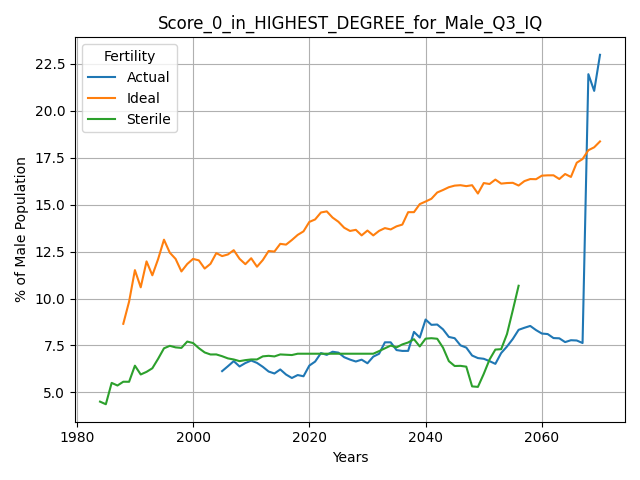 Score_0_in_HIGHEST_DEGREE_for_Male_Q3_IQ
Fertility
Actual
Ideal
Sterile
% of Male Population
22.5
20.0
17.5
15.0
12.5
10.0
7.5
5.0
1980 2000 2020 2040 2060
Years